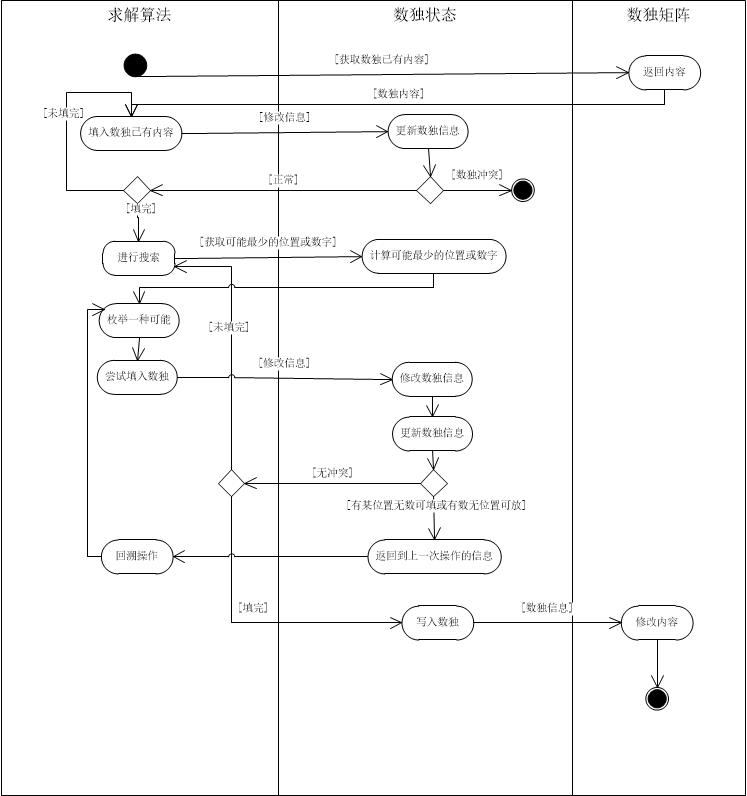 求解算法
数独状态
数独矩阵
[获取数独已有内容]
返回内容
[数独内容]
[未填完]
填入数独已有内容
[修改信息]
更新数独信息
[正常]
[数独冲突]
[填完]
进行搜索
[获取可能最少的位置或数字]
计算可能最少的位置或数字
枚举一种可能
[未填完]
尝试填入数独
[修改信息]
修改数独信息
更新数独信息
[无冲突]
[有某位置无数可填或有数无位置可放]
回溯操作
返回到上一次操作的信息
[填完]
写入数独
[数独信息]
修改内容